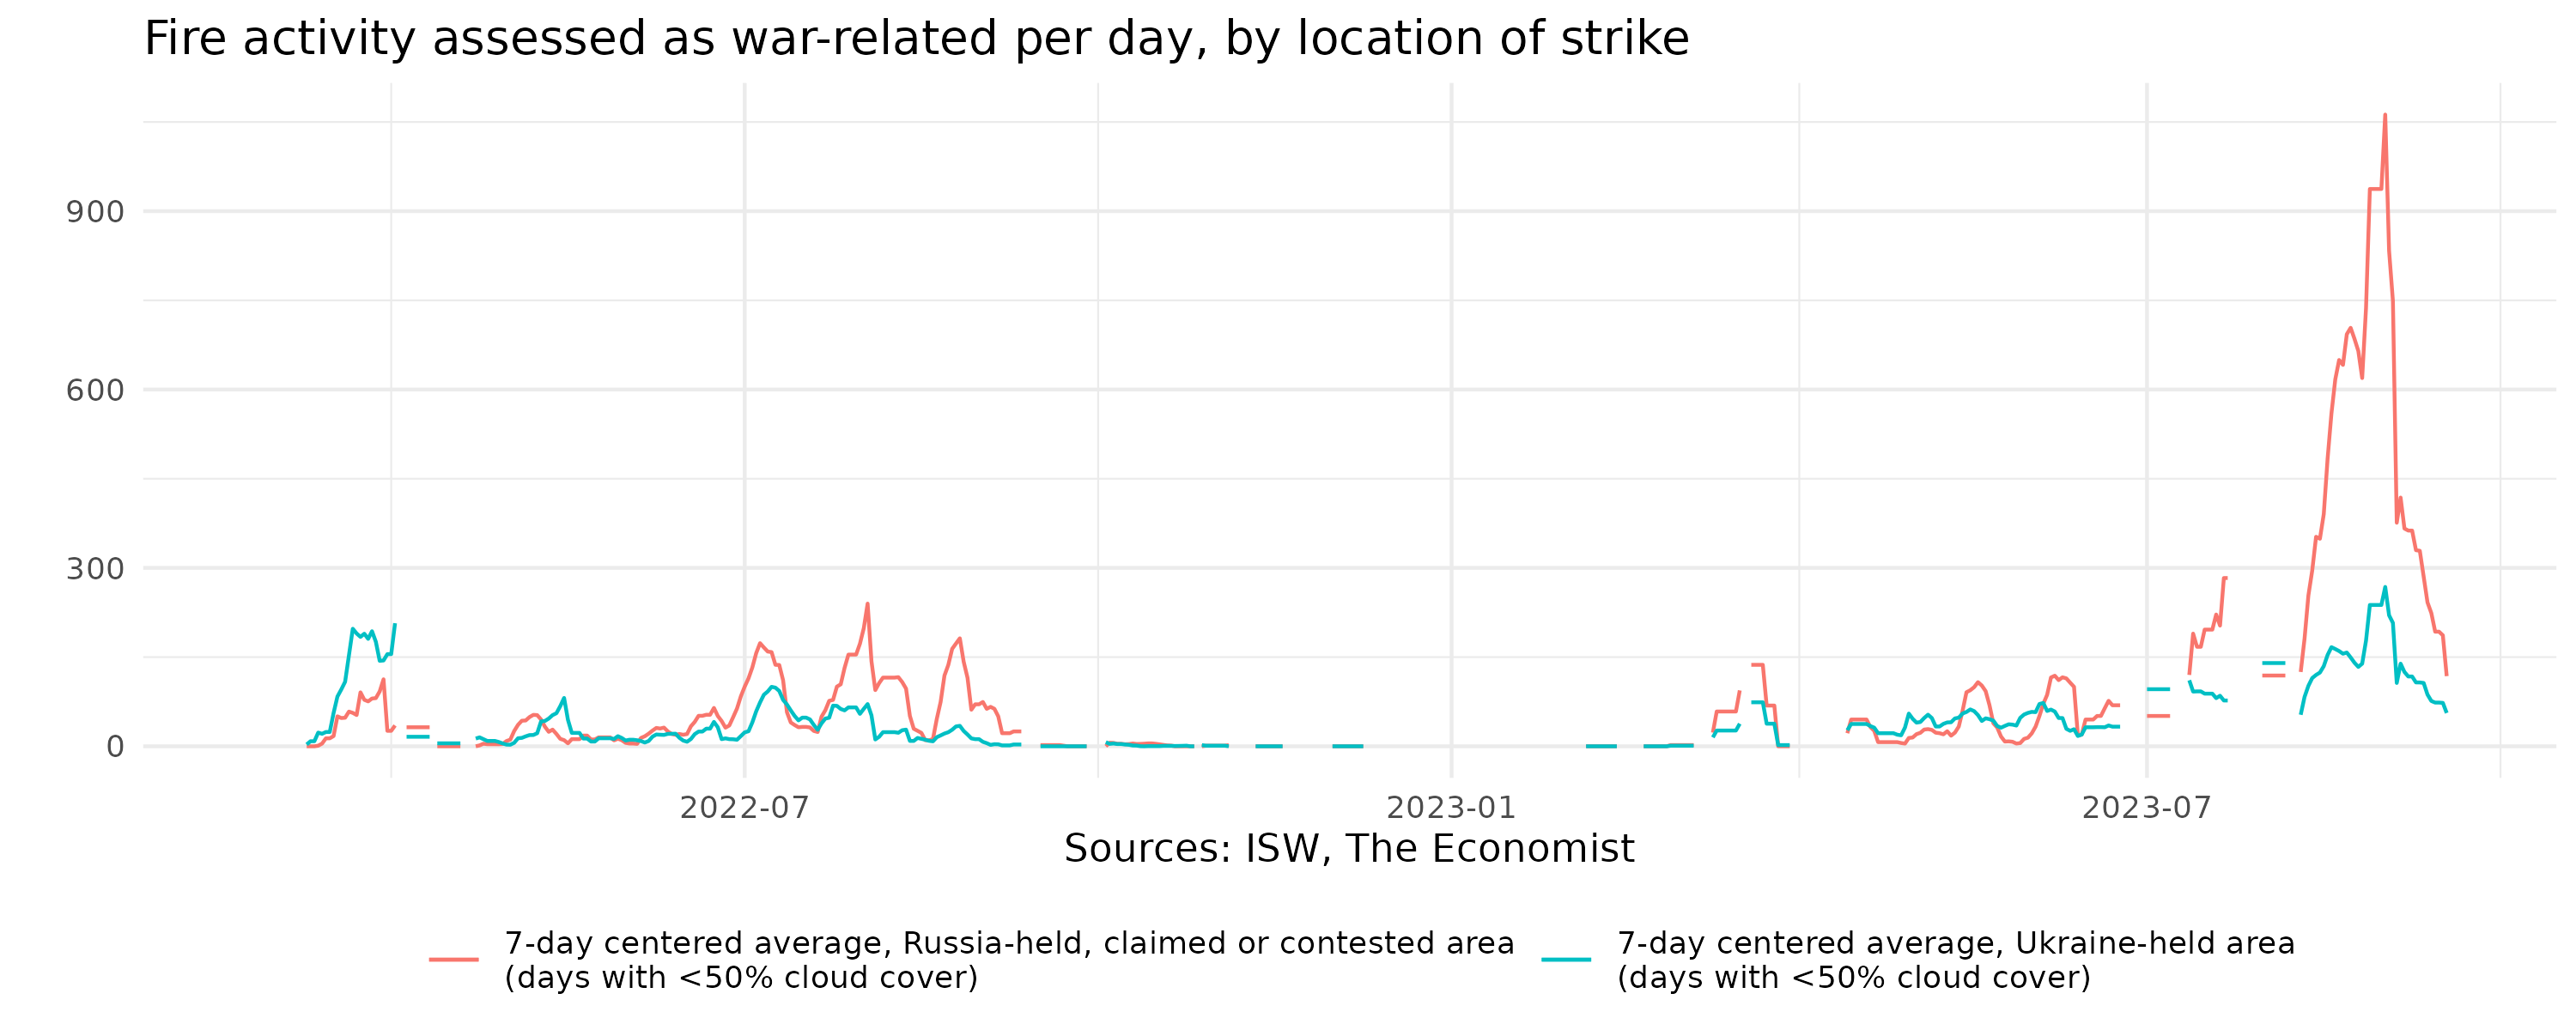 Fire activity assessed as war-related per day, by location of strike
900
600
300
0
2022-07
2023-01
2023-07
Sources: ISW, The Economist
7-day centered average, Russia-held, claimed or contested area
(days with <50% cloud cover)
7-day centered average, Ukraine-held area
(days with <50% cloud cover)